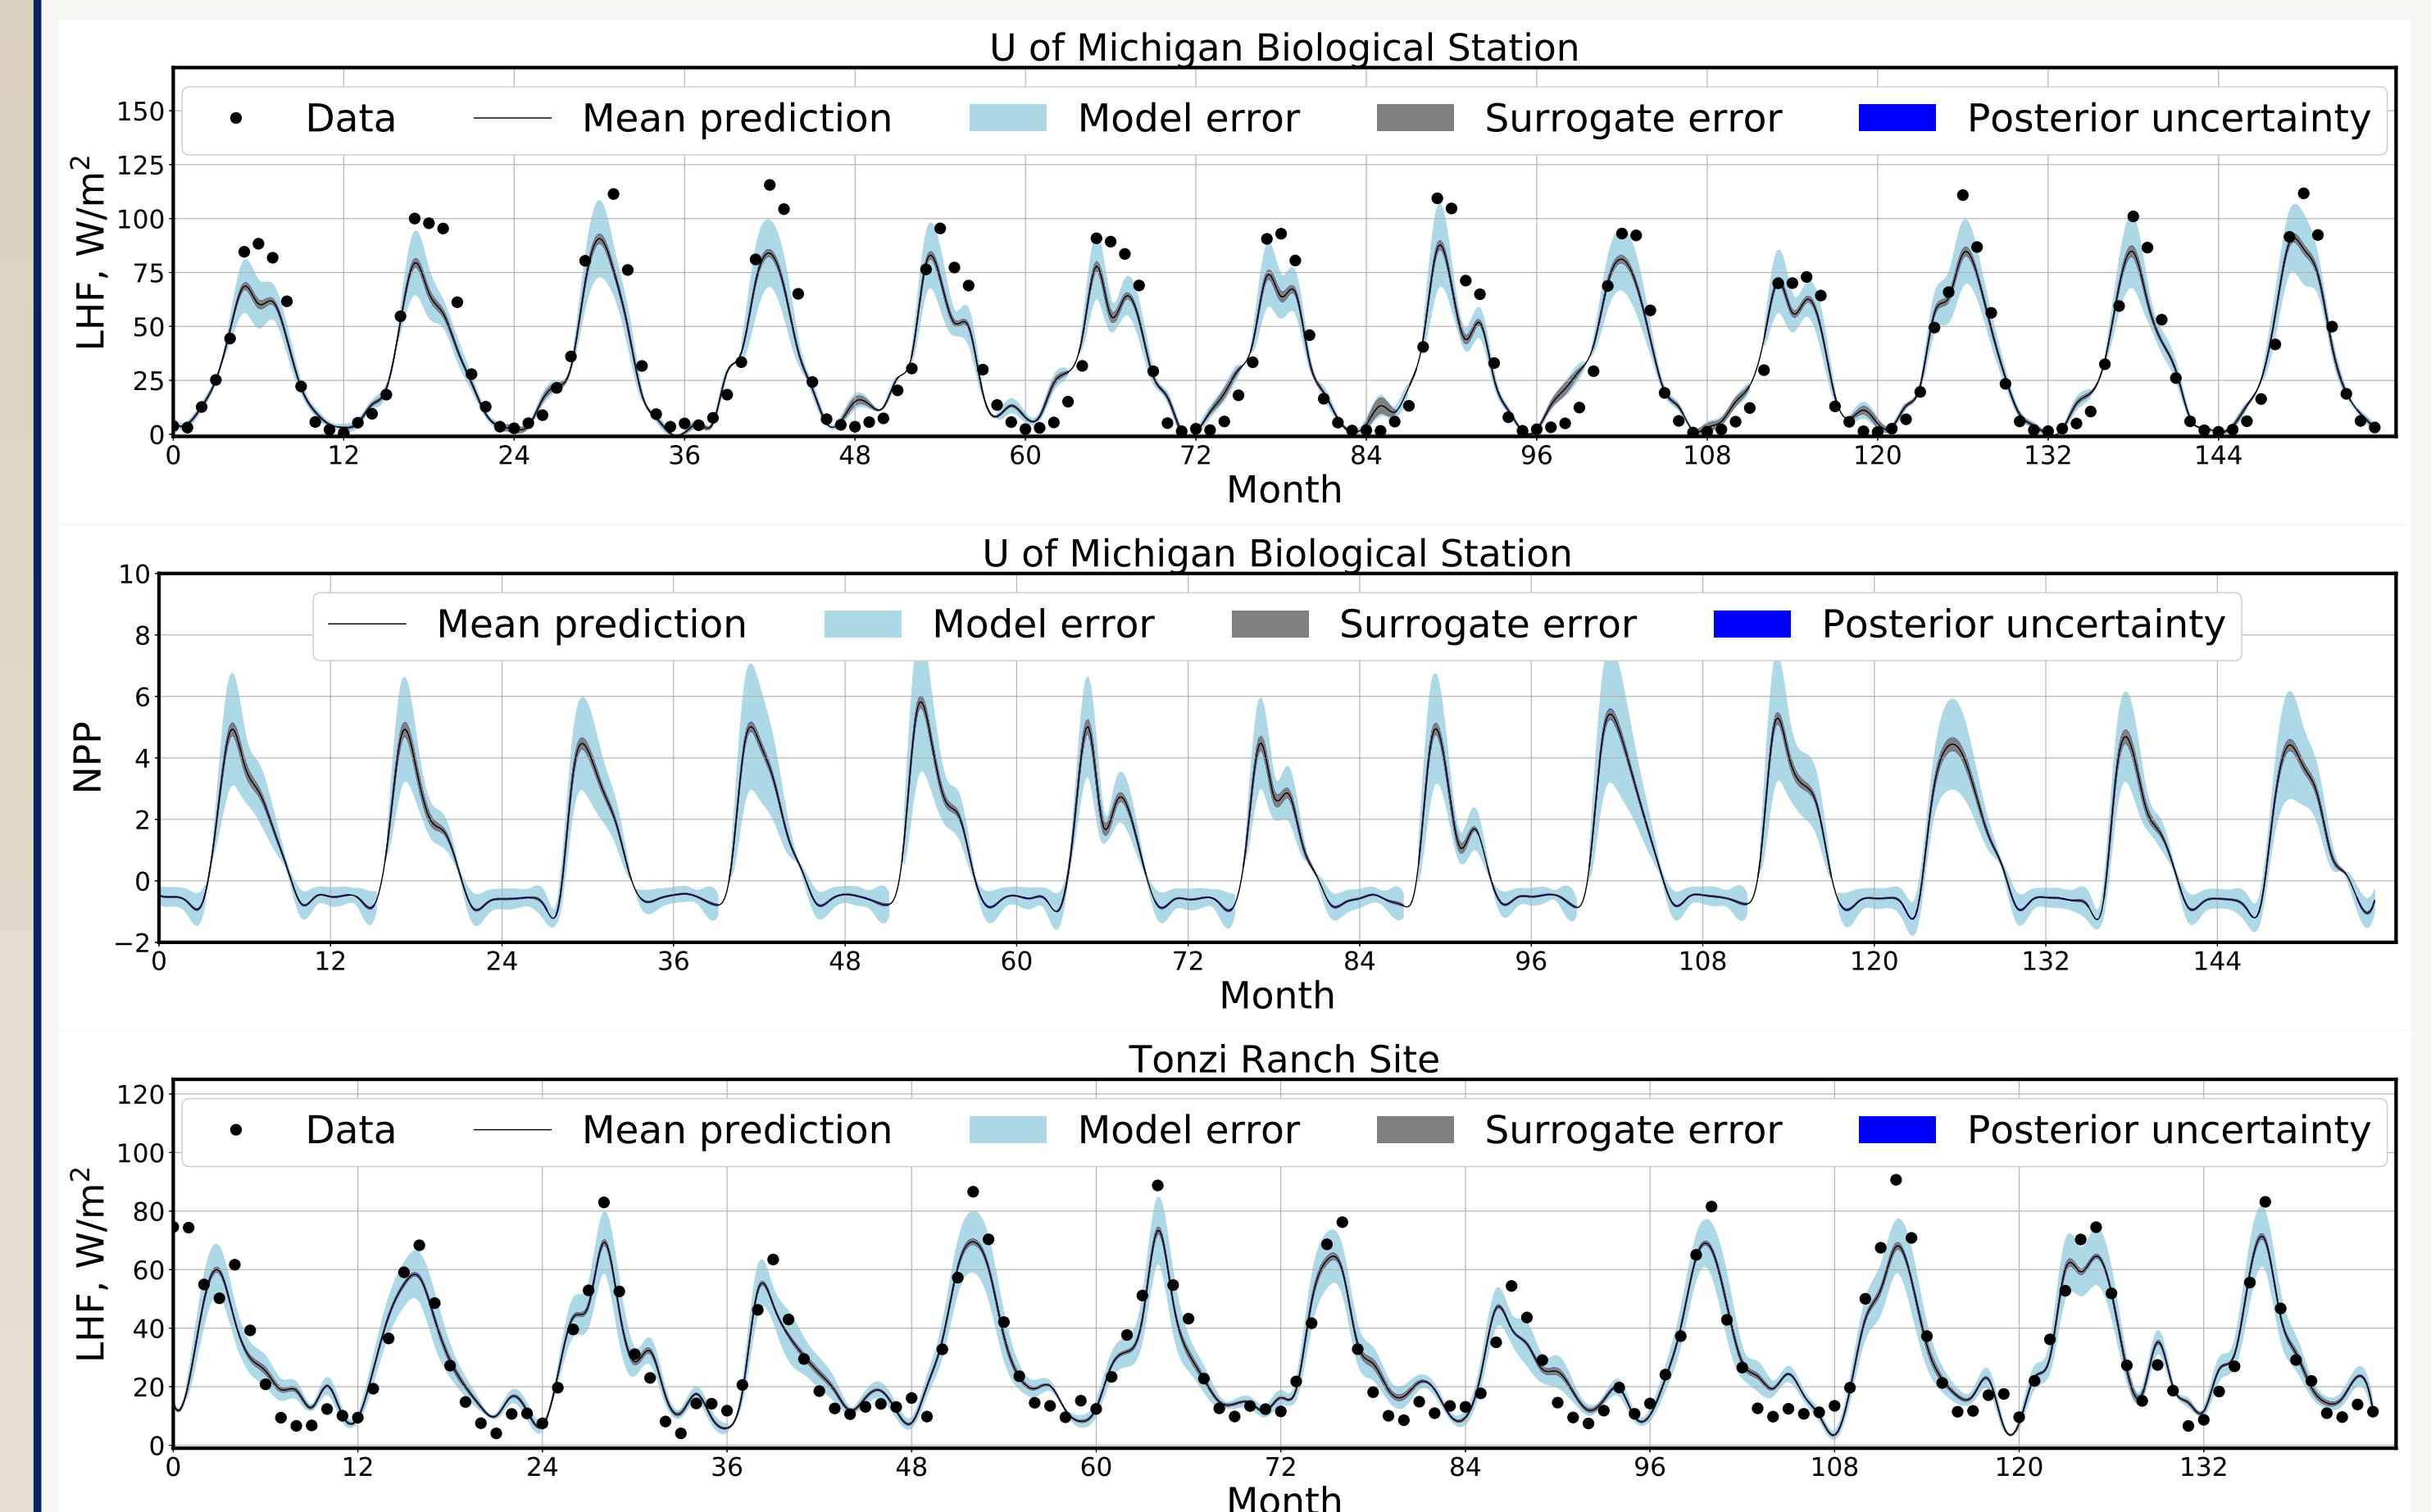 U of Michigan Biological Station
Data Mean prediction Model error Surrogate error Posterior uncertainty
LHF, W/m²
150
125
100
75
50
25
0
0 12 24 36 48 60 72 84 96 108 120 132 144
Month
U of Michigan Biological Station
Mean prediction Model error Surrogate error Posterior uncertainty
NPP
10
8
6
4
2
0
−2
0 12 24 36 48 60 72 84 96 108 120 132 144
Month
Tonzi Ranch Site
Data Mean prediction Model error Surrogate error Posterior uncertainty
LHF, W/m²
120
100
80
60
40
20
0
0 12 24 36 48 60 72 84 96 108 120 132
Month